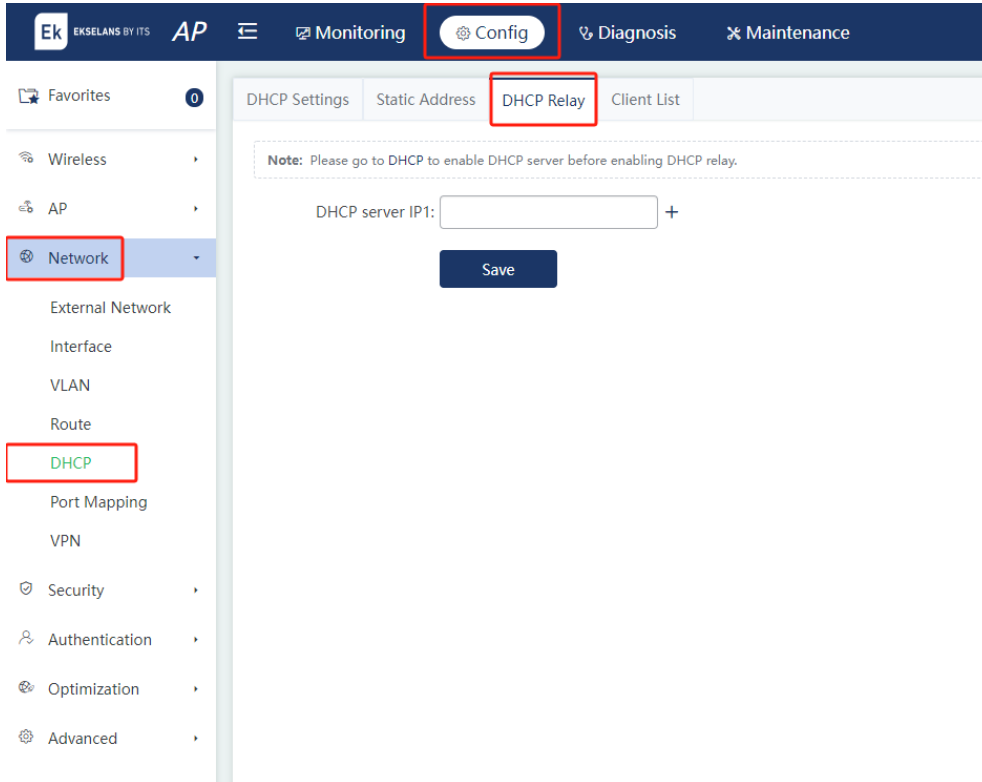 Ek EKSELANS BY ITS AP Monitoring Config Diagnosis Maintenance
Favorites 0
DHCP Settings Static Address DHCP Relay Client List
Wireless
Note: Please go to DHCP to enable DHCP server before enabling DHCP relay.
AP
DHCP server IP1: +
Network
Save
External Network
Interface
VLAN
Route
DHCP
Port Mapping
VPN
Security
Authentication
Optimization
Advanced